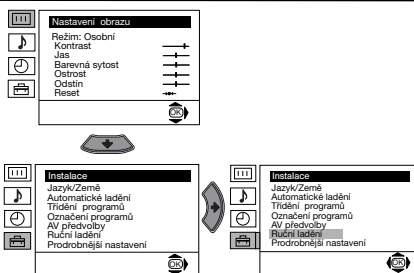 Nastavení obrazu
Režim: Osobní
Kontrast
Jas
Barevná sytost
Ostrost
Odstín
Reset
OK
Instalace
Jazyk/Země
Automatické ladění
Třídění programů
Označení programů
AV předvolby
Ruční ladění
Prodrobnější nastavení
OK
Instalace
Jazyk/Země
Automatické ladění
Třídění programů
Označení programů
AV předvolby
Ruční ladění
Prodrobnější nastavení
OK